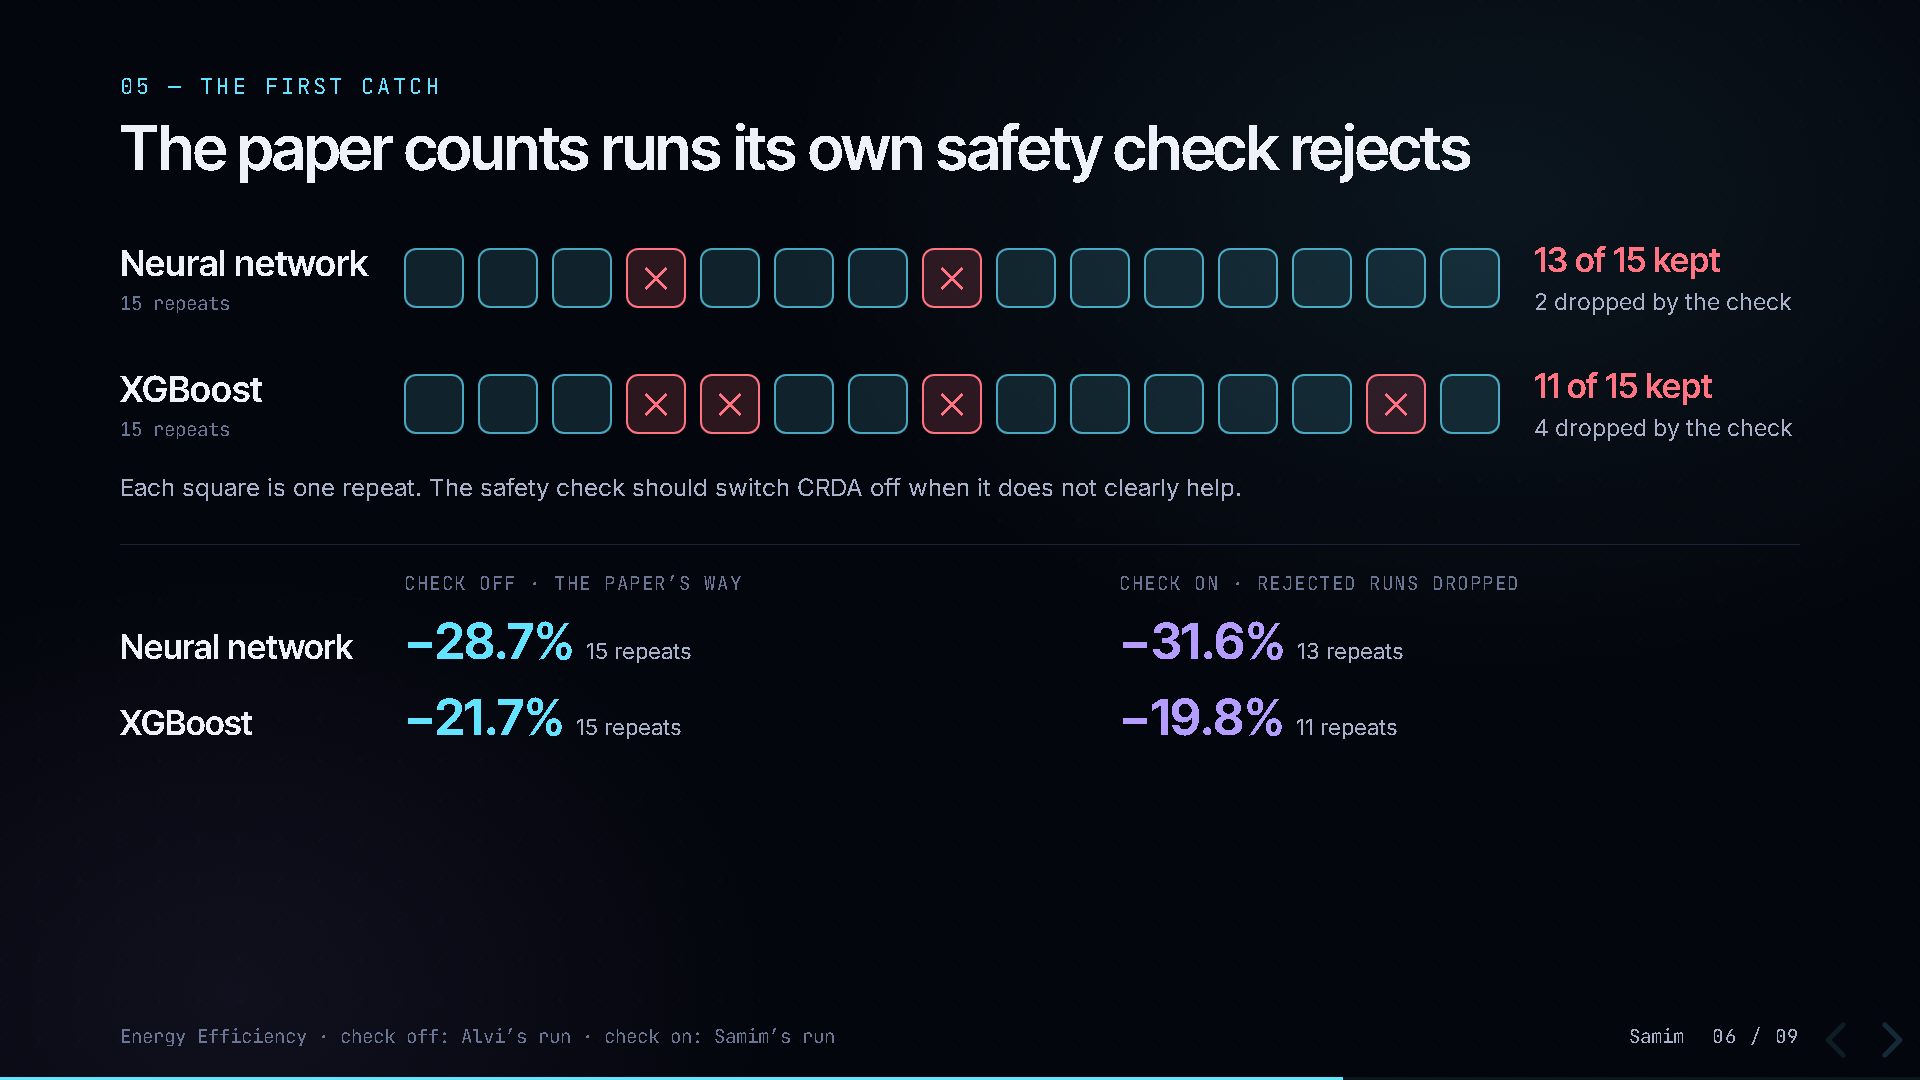 05 — THE FIRST CATCH
The paper counts runs its own safety check rejects
Neural network
15 repeats
13 of 15 kept
2 dropped by the check
XGBoost
15 repeats
11 of 15 kept
4 dropped by the check
Each square is one repeat. The safety check should switch CRDA off when it does not clearly help.
CHECK OFF · THE PAPER’S WAY
CHECK ON · REJECTED RUNS DROPPED
Neural network
−28.7% 15 repeats
−31.6% 13 repeats
XGBoost
−21.7% 15 repeats
−19.8% 11 repeats
Energy Efficiency · check off: Alvi’s run · check on: Samim’s run
Samim 06 / 09